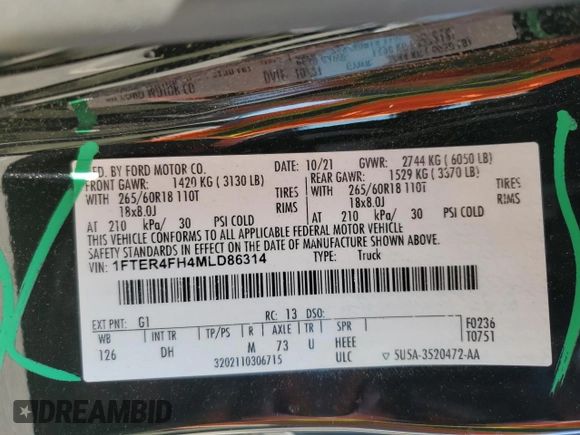 MFD. BY FORD MOTOR CO.
DATE: 10/21 GVWR: 2744 KG ( 6050 LB)
FRONT GAWR: 1420 KG ( 3130 LB) REAR GAWR: 1529 KG ( 3370 LB)
WITH 265/60R18 110T TIRES WITH 265/60R18 110T TIRES
18x8.0J RIMS 18x8.0J RIMS
AT 210 kPa/ 30 PSI COLD AT 210 kPa/ 30 PSI COLD
THIS VEHICLE CONFORMS TO ALL APPLICABLE FEDERAL MOTOR VEHICLE
SAFETY STANDARDS IN EFFECT ON THE DATE OF MANUFACTURE SHOWN ABOVE.
VIN: 1FTER4FH4MLD86314 TYPE: Truck
EXT PNT: G1 RC: 13 DSO: F0236
WB INT TR TP/PS R AXLE TR SPR T0751
126 DH M 73 U HEEE
3202110306715 ULC ▽ SU5A-3520472-AA
DREAMBID